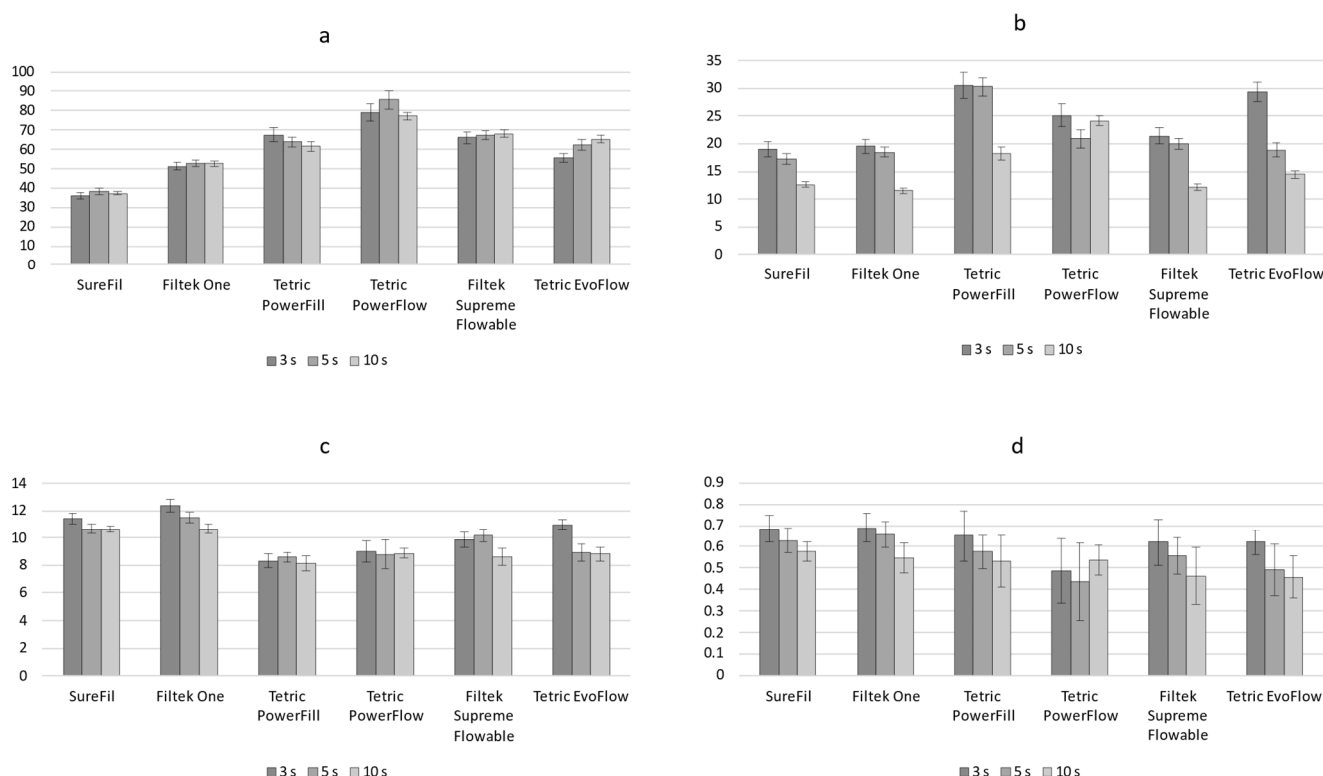 a
100
90
80
70
60
50
40
30
20
10
0
SureFil
Filtek One
Tetric
PowerFill
Tetric
PowerFlow
Filtek
Supreme
Flowable
Tetric EvoFlow
3 s 5 s 10 s
b
35
30
25
20
15
10
5
0
SureFil
Filtek One
Tetric
PowerFill
Tetric
PowerFlow
Filtek
Supreme
Flowable
Tetric EvoFlow
3 s 5 s 10 s
c
14
12
10
8
6
4
2
0
SureFil
Filtek One
Tetric
PowerFill
Tetric
PowerFlow
Filtek
Supreme
Flowable
Tetric EvoFlow
3 s 5 s 10 s
d
0.9
0.8
0.7
0.6
0.5
0.4
0.3
0.2
0.1
0
SureFil
Filtek One
Tetric
PowerFill
Tetric
PowerFlow
Filtek
Supreme
Flowable
Tetric EvoFlow
3 s 5 s 10 s